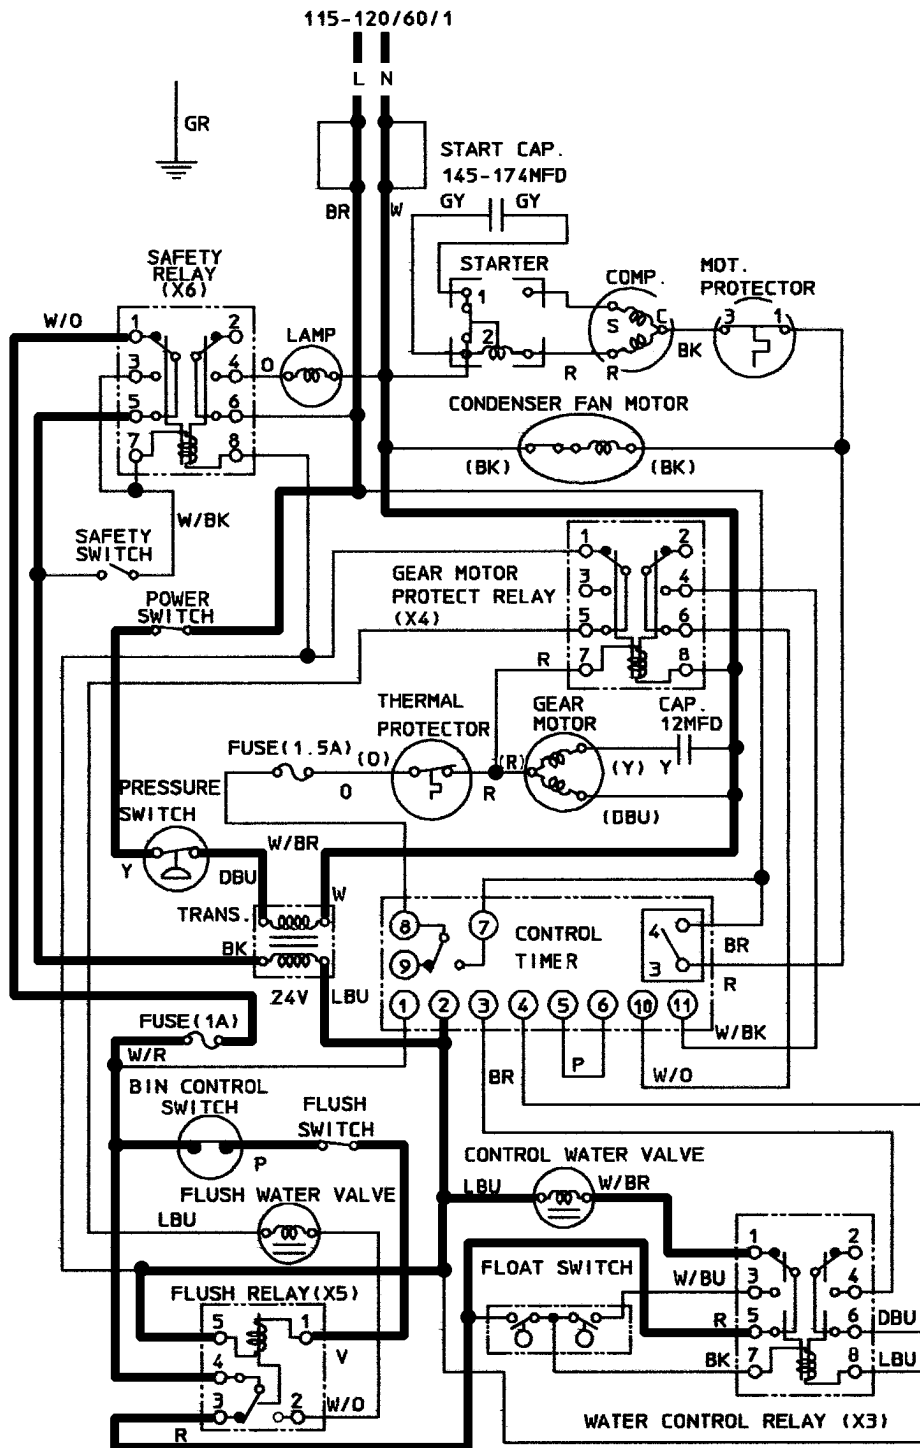 115-120/60/1
L N
GR
START CAP.
145-174MFD
GY GY
BR W
SAFETY
RELAY
(X6)
STARTER
COMP.
MOT.
PROTECTOR
W/O
1 2
LAMP
1
S C
3 1
3 4
O
2
BK
R R
5 6
CONDENSER FAN MOTOR
7 8
(BK) (BK)
W/BK
SAFETY
SWITCH
1 2
GEAR MOTOR
PROTECT RELAY
(X4)
3 4
POWER
SWITCH
5 6
R
7 8
THERMAL
PROTECTOR
GEAR
MOTOR
CAP.
12MFD
FUSE(1.5A)
(O)
(R)
(Y) Y
O
R
(DBU)
PRESSURE
SWITCH
W/BR
Y
DBU
W
TRANS.
8 7
CONTROL
TIMER
4
BR
BK
9
3
R
24V
LBU
1 2 3 4 5 6 10 11
FUSE(1A)
W/BK
W/R
BR
P
W/O
BIN CONTROL
SWITCH
FLUSH
SWITCH
P
CONTROL WATER VALVE
LBU
W/BR
FLUSH WATER VALVE
LBU
1 2
FLOAT SWITCH
W/BU
3 4
FLUSH RELAY(X5)
5 1
R
5 6
DBU
V
4
BK
7 8
LBU
3 2
W/O
R
WATER CONTROL RELAY (X3)